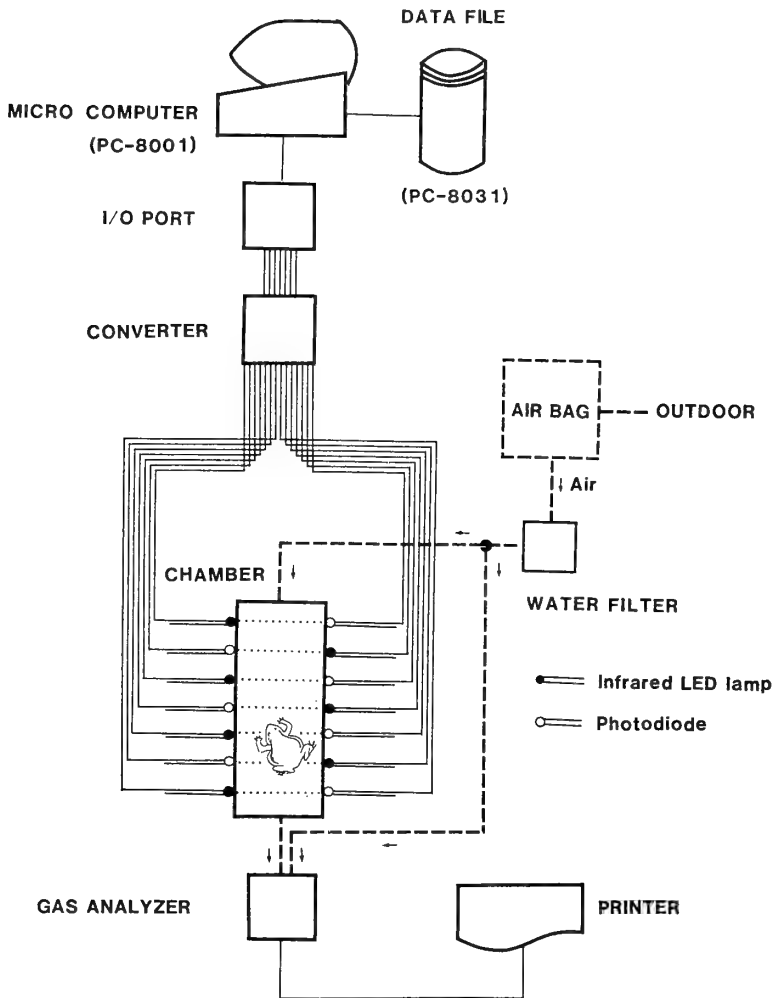 DATA FILE
MICRO COMPUTER
(PC-8001)
(PC-8031)
I/O PORT
CONVERTER
AIR BAG
OUTDOOR
Air
CHAMBER
WATER FILTER
Infrared LED lamp
Photodiode
GAS ANALYZER
PRINTER